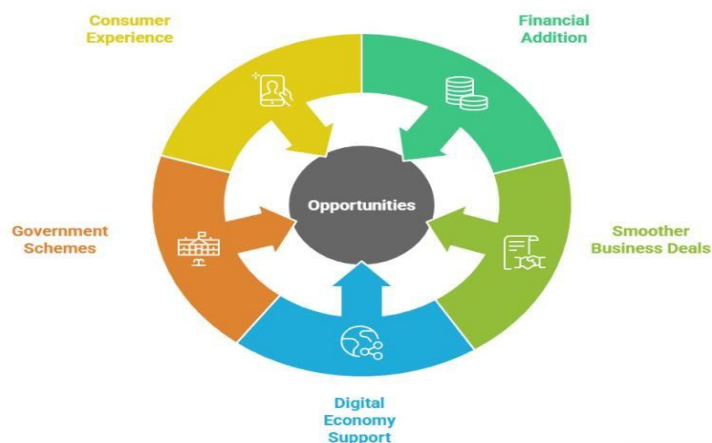 Consumer
Experience
Financial
Addition
Opportunities
Government
Schemes
Smoother
Business Deals
Digital
Economy
Support